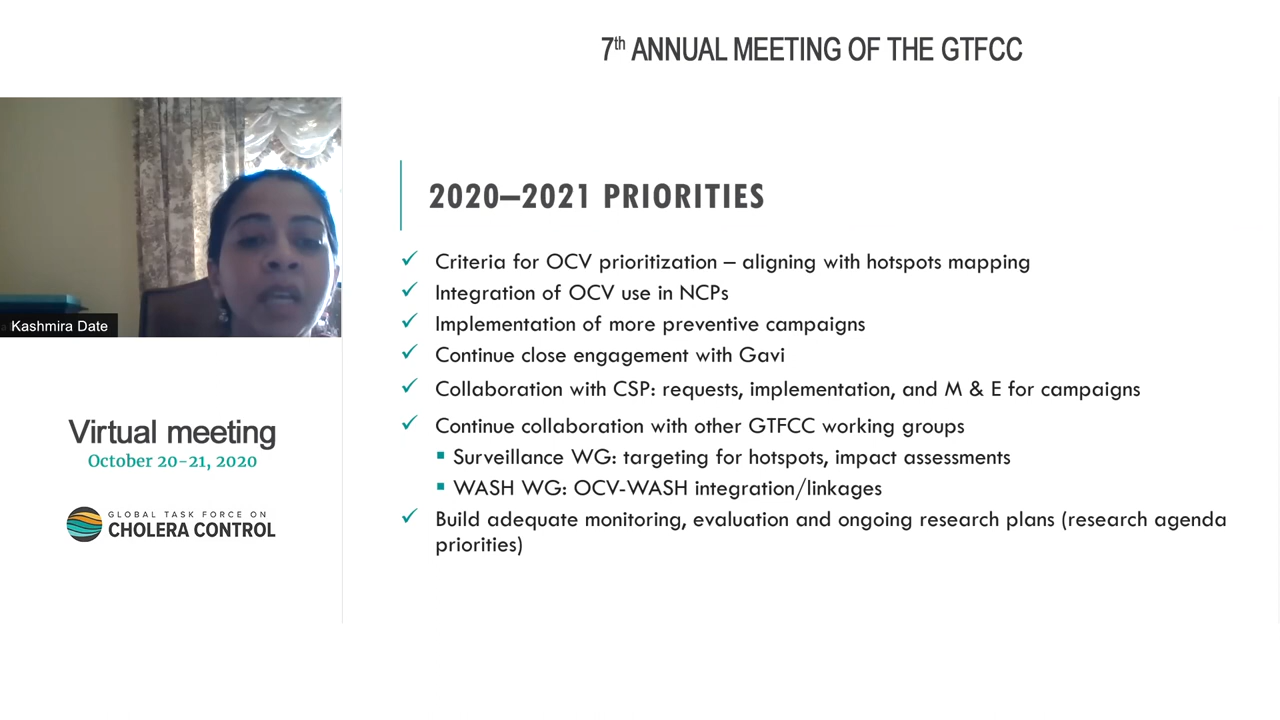 7th ANNUAL MEETING OF THE GTFCC
Kashmira Date
Virtual meeting
October 20-21, 2020
GLOBAL TASK FORCE ON
CHOLERA CONTROL
2020–2021 PRIORITIES
✓ Criteria for OCV prioritization – aligning with hotspots mapping
✓ Integration of OCV use in NCPs
✓ Implementation of more preventive campaigns
✓ Continue close engagement with Gavi
✓ Collaboration with CSP: requests, implementation, and M & E for campaigns
✓ Continue collaboration with other GTFCC working groups
▪ Surveillance WG: targeting for hotspots, impact assessments
▪ WASH WG: OCV-WASH integration/linkages
✓ Build adequate monitoring, evaluation and ongoing research plans (research agenda
priorities)